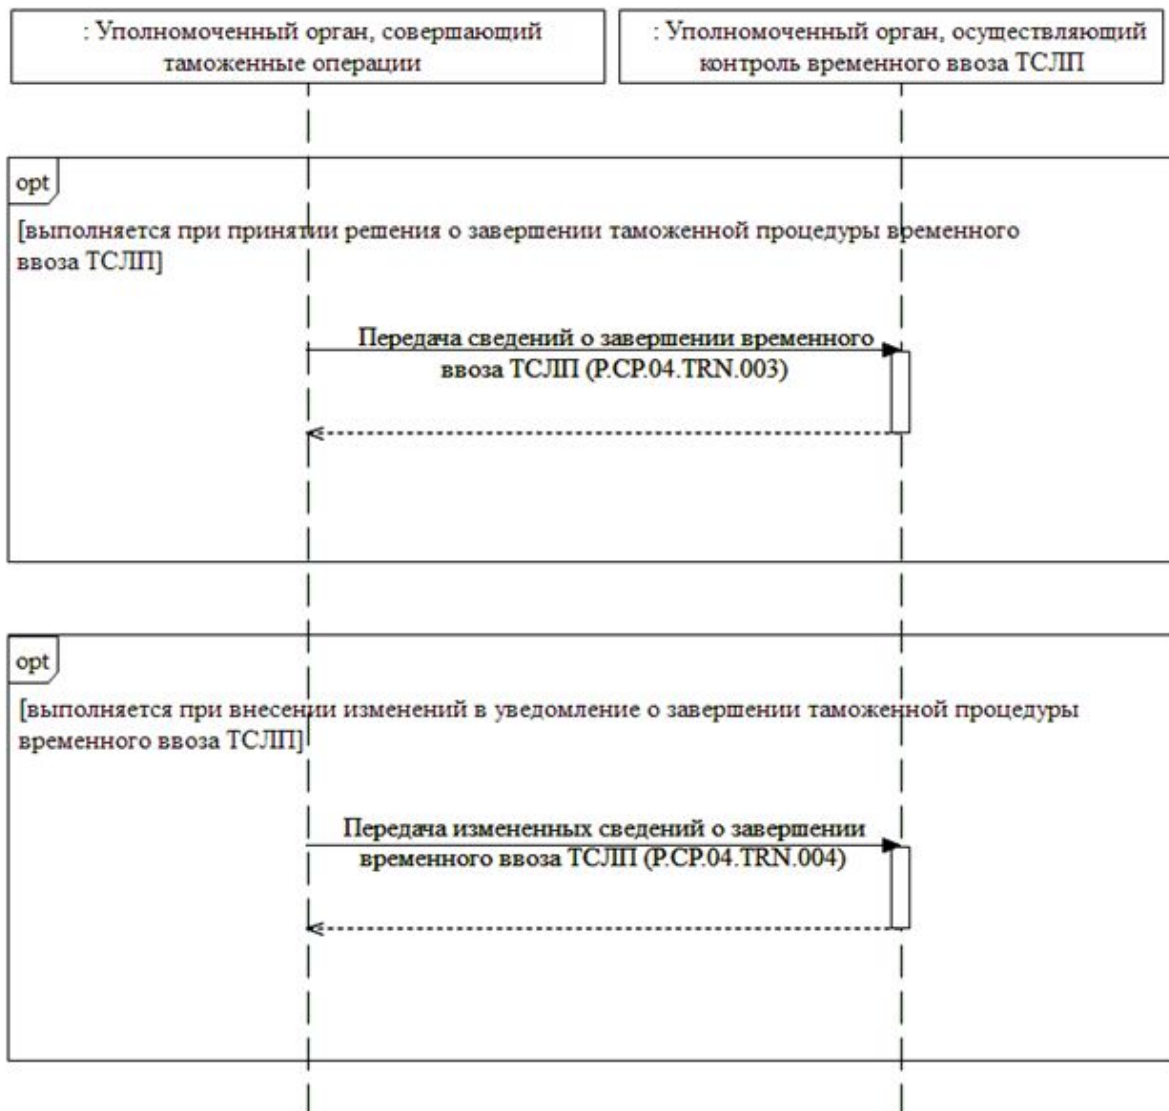 : Уполномоченный орган, совершающий
таможенные операции
: Уполномоченный орган, осуществляющий
контроль временного ввоза ТСЛП
opt
[выполняется при принятии решения о завершении таможенной процедуры временного
ввоза ТСЛП]
Передача сведений о завершении временного
ввоза ТСЛП (P.CP.04.TRN.003)
opt
[выполняется при внесении изменений в уведомление о завершении таможенной процедуры
временного ввоза ТСЛП]
Передача измененных сведений о завершении
временного ввоза ТСЛП (P.CP.04.TRN.004)